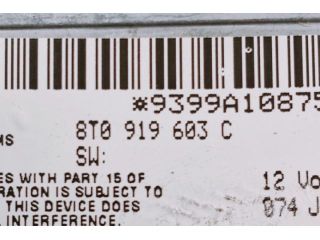 *9399A10875
MS 8T0 919 603 C
SW:
ES WITH PART 15 OF
RATION IS SUBJECT TO
THIS DEVICE DOES
INTERFERENCE.
12 Vo
074 J